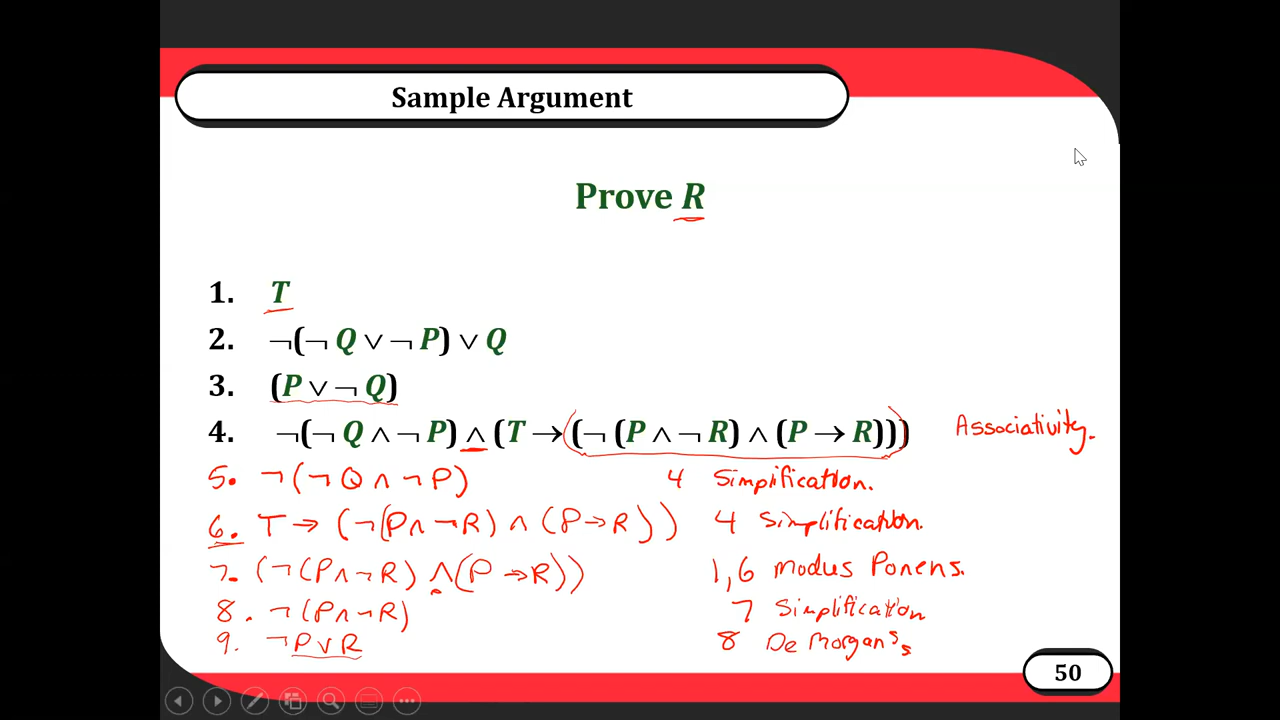 Sample Argument
Prove R
1. T
2. ¬(¬ Q ∨ ¬ P) ∨ Q
3. (P ∨ ¬ Q)
4. ¬(¬ Q ∧ ¬ P) ∧ (T → (¬ (P ∧ ¬ R) ∧ (P → R))) Associativity.
5. ¬(¬Q ∧ ¬P) 4 Simplification.
6. T → (¬(P ∧ ¬R) ∧ (P → R)) 4 Simplification.
7. (¬(P ∧ ¬R) ∧ (P → R)) 1,6 Modus Ponens.
8. ¬(P ∧ ¬R) 7 Simplification
9. ¬P ∨ R 8 De Morgan's
50